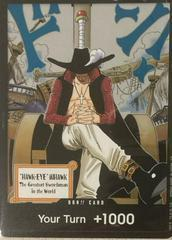 "HAWK-EYE" MIHAWK
The Greatest Swordsman
in the World
DON!! CARD
Your Turn +1000